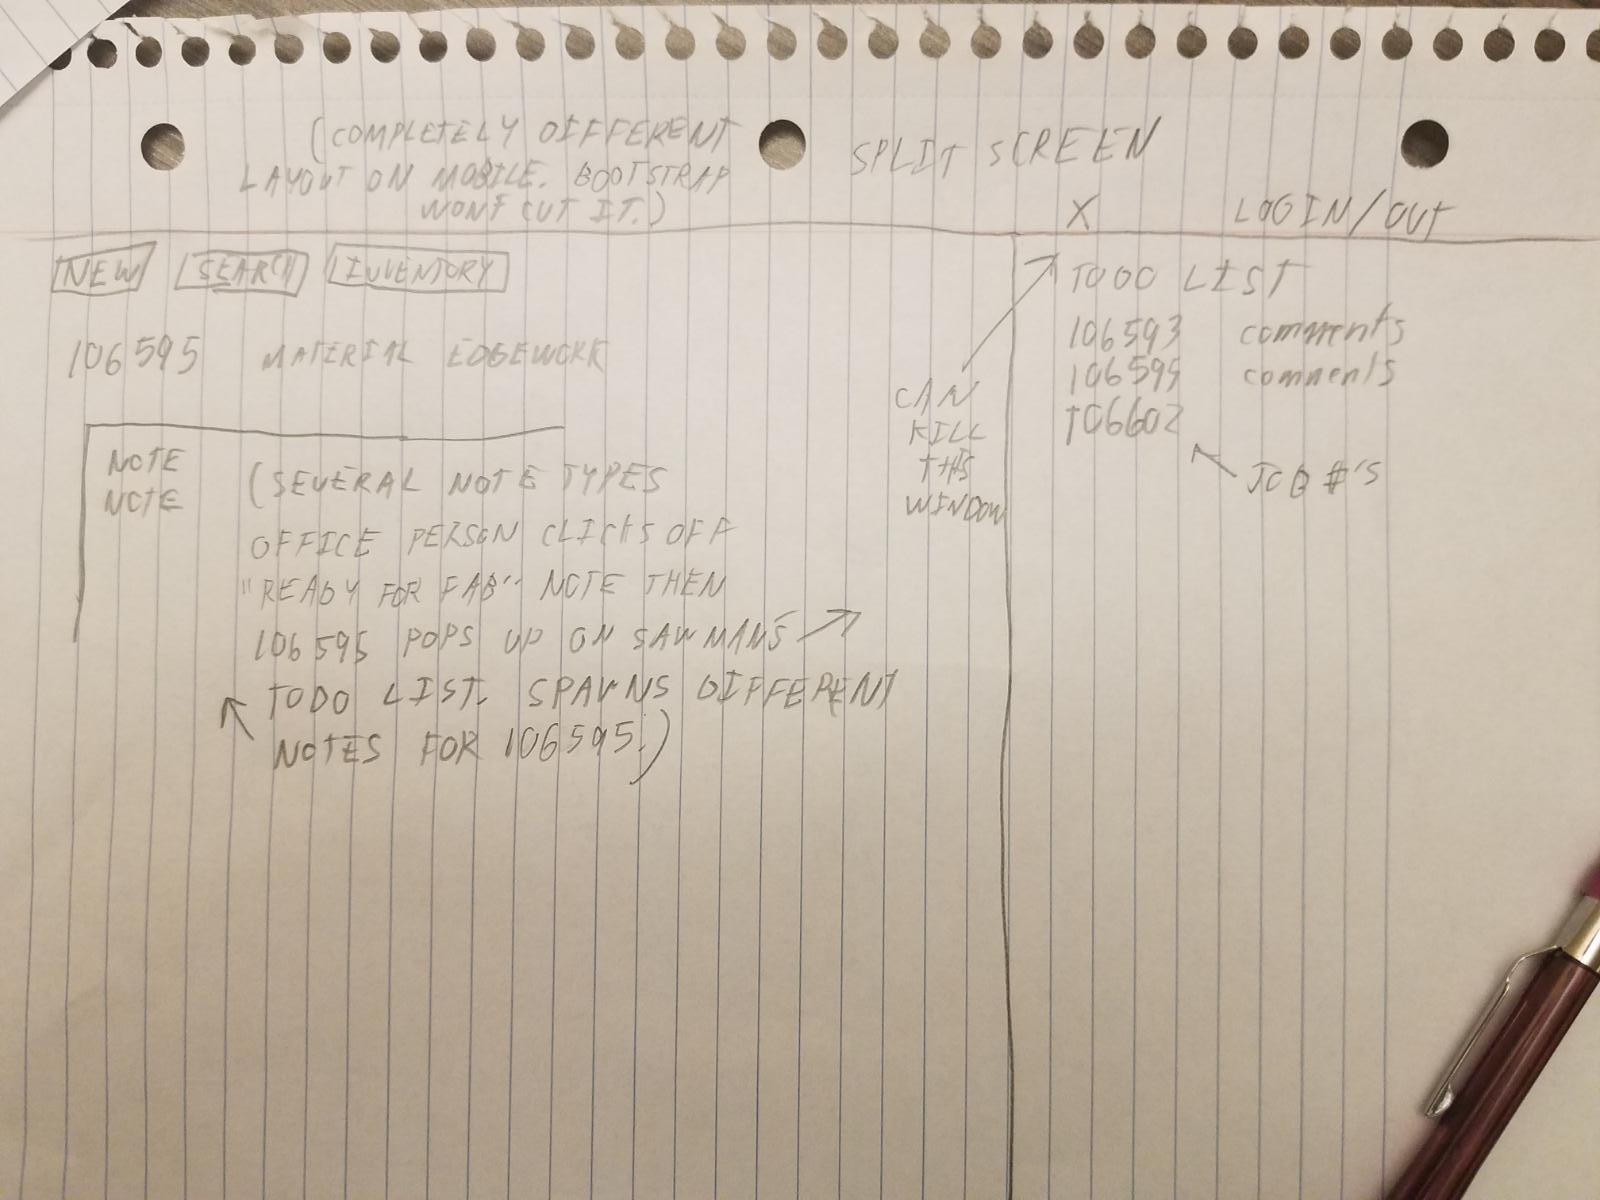 (COMPLETELY DIFFERENT
LAYOUT ON MOBILE. BOOTSTRAP
WONT CUT IT.)
SPLIT SCREEN
X LOGIN/OUT
NEW SEARCH INVENTORY
106595 MATERIAL EDGEWORK
NOTE
NOTE
(SEVERAL NOTE TYPES
OFFICE PERSON CLICKS OFF
"READY FOR FAB" NOTE THEN
106595 POPS UP ON SAWMANS
TODO LIST. SPAWNS DIFFERENT
NOTES FOR 106595.)
CAN
KILL
THIS
WINDOW
TODO LIST
106593 comments
106595 comments
106602
JOB #'S